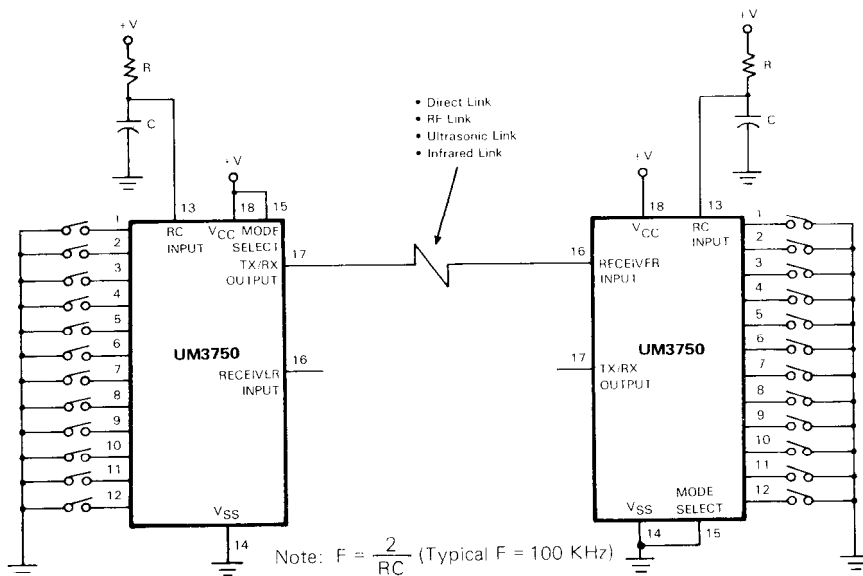 +V
R
C
13
+V
18
15
RC
INPUT
VCC
MODE
SELECT
17
TX/RX
OUTPUT
UM3750
RECEIVER
INPUT
16
1
2
3
4
5
6
7
8
9
10
11
12
VSS
14
• Direct Link
• RF Link
• Ultrasonic Link
• Infrared Link
+V
R
C
+V
18
13
VCC
RC
INPUT
16
RECEIVER
INPUT
UM3750
17
TX/RX
OUTPUT
1
2
3
4
5
6
7
8
9
10
11
12
VSS
MODE
SELECT
14
15
Note: F = 2/RC (Typical F = 100 KHz)